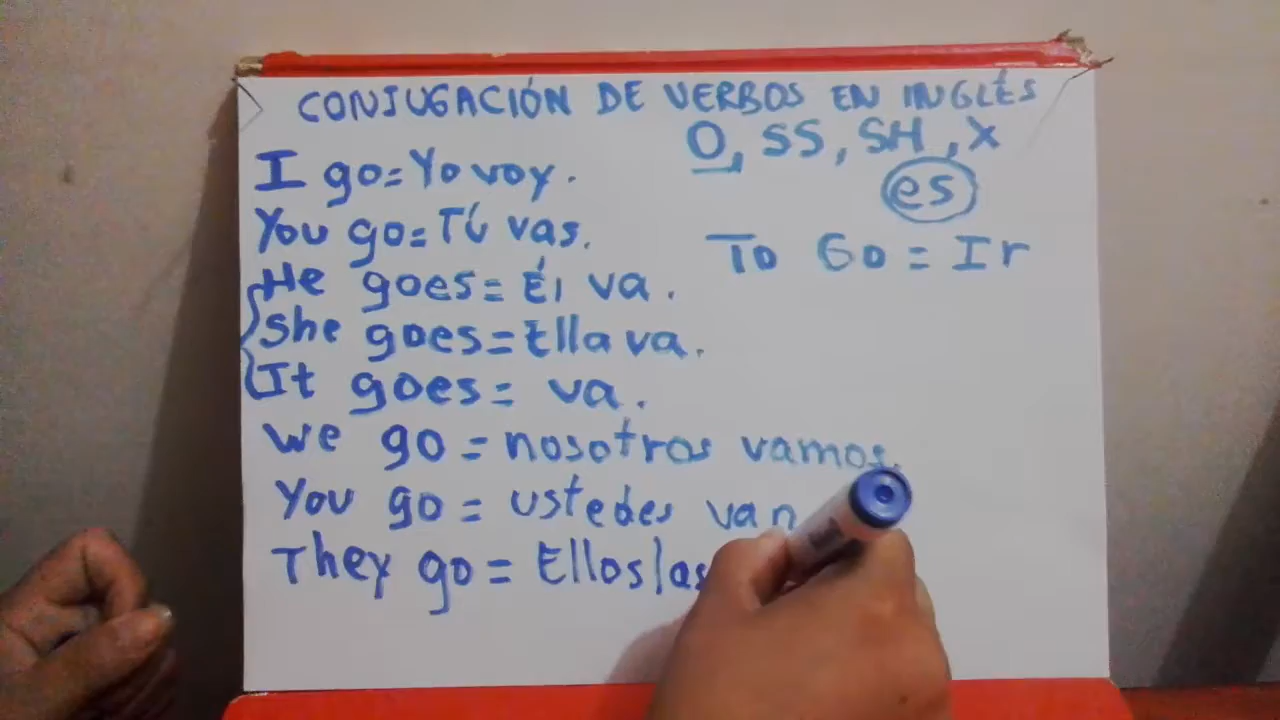 CONJUGACIÓN DE VERBOS EN INGLÉS
O, SS, SH, X
es
To Go = Ir
I go = Yo voy.
You go = Tú vas.
He goes = Él va.
She goes = Ella va.
It goes = va.
We go = nosotros vamos.
You go = ustedes van
They go = Ellos/as